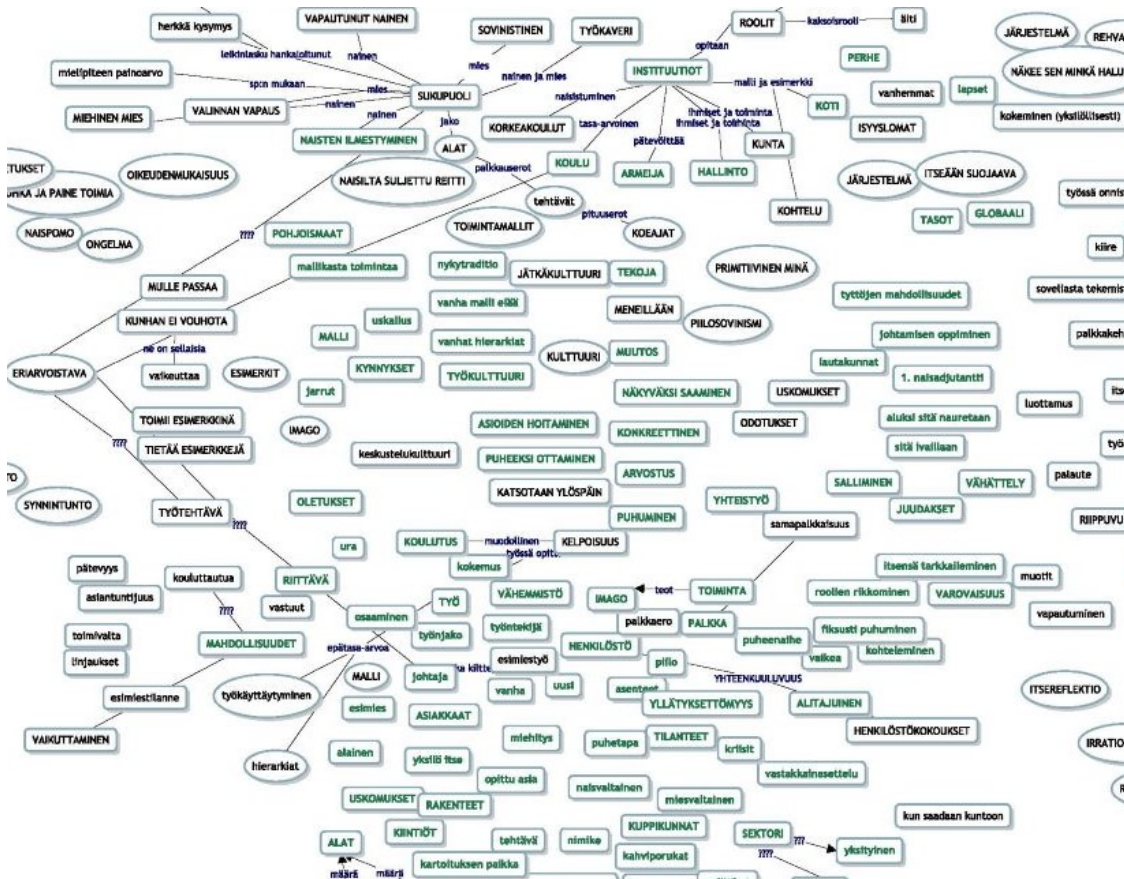 VAPAUTUNUT NAINEN
ROOLIT
kaksoisrooli
äiti
herkkä kysymys
SOVINISTINEN
TYÖKAVERI
JÄRJESTELMÄ
leikinlasku hankaloitunut
nainen
mies
opitaan
INSTITUUTIOT
PERHE
NÄKEE SEN MINKÄ
mielipiteen painoarvo
sp:n mukaan
nainen ja mies
malli ja esimerkki
vanhemmat
lapset
mies
SUKUPUOLI
naisistuminen
KOTI
VALINNAN VAPAUS
nainen
kokeminen (yksilöllisesti)
MIEHINEN MIES
nainen
jako
KORKEAKOULUT
tasa-arvoinen
ihmiset ja toiminta
ihmiset ja toiminta
ISYYSLOMAT
NAISTEN ILMESTYMINEN
ALAT
pätevöittää
KUNTA
OIKEUDENMUKAISUUS
palkkauserot
KOULU
ARMEIJA
HALLINTO
JA PAINE TOIMIA
NAISILTA SULJETTU REITTI
JÄRJESTELMÄ
ITSEÄÄN SUOJAAVA
työssä
tehtävät
pituuserot
KOHTELU
TASOT
GLOBAALI
NAISPOMO
ONGELMA
????
POHJOISMAAT
TOIMINTAMALLIT
KOEAJAT
kiire
mallikasta toimintaa
nykytraditio
JÄTKÄKULTTUURI
TEKOJA
PRIMITIIVINEN MINÄ
MULLE PASSAA
vanha malli elää
MENEILLÄÄN
tyttöjen mahdollisuudet
sovellasta
KUNHAN EI VOUHOTA
uskallus
PIILOSOVINISMI
MALLI
vanhat hierarkiat
johtamisen oppiminen
ne on sellaisia
KULTTUURI
MUUTOS
lautakunnat
ERIARVOISTAVA
vaikeuttaa
ESIMERKIT
KYNNYKSET
TYÖKULTTUURI
1. naisadjutantti
jarrut
NÄKYVÄKSI SAAMINEN
USKOMUKSET
luottamus
TOIMII ESIMERKKINÄ
IMAGO
ASIOIDEN HOITAMINEN
KONKREETTINEN
ODOTUKSET
aluksi sitä nauretaan
????
TIETÄÄ ESIMERKKEJÄ
keskustelukulttuuri
PUHEEKSI OTTAMINEN
sitä ivaillaan
ARVOSTUS
palaute
SYNNINTUNTO
TYÖTEHTÄVÄ
OLETUKSET
KATSOTAAN YLÖSPÄIN
YHTEISTYÖ
SALLIMINEN
VÄHÄTTELY
????
PUHUMINEN
samapalkkaisuus
JUUDAKSET
ura
KOULUTUS
muodollinen
KELPOISUUS
työssä
pätevyys
kouluttautua
RIITTÄVÄ
kokemus
itsensä tarkkaileminen
muotit
asiantuntijuus
vastuut
TYÖ
VÄHEMMISTÖ
IMAGO
teot
TOIMINTA
roolien rikkominen
VAROVAISUUS
????
osaaminen
palkkaero
PALKKA
vapautuminen
toimivalta
MAHDOLLISUUDET
työnjako
työntekijä
fiksusti puhuminen
linjaukset
epätasa-arvoa
HENKILÖSTÖ
puheenaihe
kohteleminen
MALLI
johtaja
esimiestyö
piilo
vaikea
esimiestilanne
työkäyttäytyminen
vanha
uusi
YHTEENKUULUVUUS
ITSEREFLEKTIO
esimies
ASIAKKAAT
asenteet
YLLÄTYKSETTÖMYYS
ALITAJUINEN
VAIKUTTAMINEN
miehitys
puhetapa
TILANTEET
HENKILÖSTÖKOKOUKSET
alainen
yksilö itse
kriisit
hierarkiat
opittu asia
naisvaltainen
vastakkainasettelu
USKOMUKSET
RAKENTEET
miesvaltainen
kun saadaan kuntoon
KIINTIÖT
KUPPIKUNNAT
SEKTORI
???
ALAT
tehtävä
nimike
yksityinen
kartoituksen paikka
kahviporukat
????
määrä
määrä